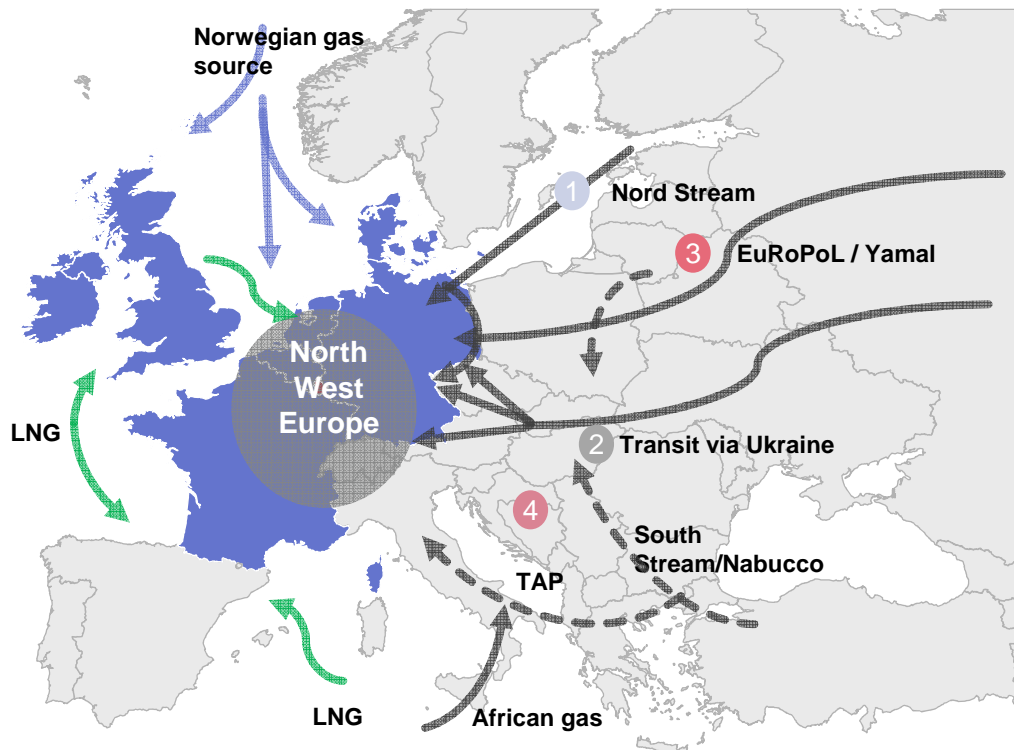 Norwegian gas
source
1
Nord Stream
3
EuRoPoL / Yamal
North
West
Europe
LNG
2
Transit via Ukraine
4
South
Stream/Nabucco
TAP
LNG
African gas